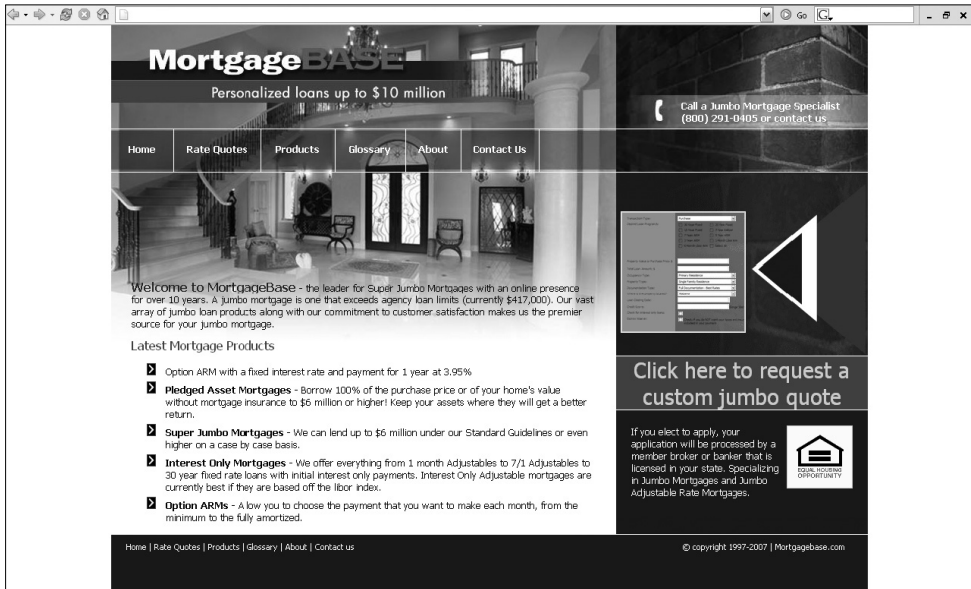 Go
MortgageBASE
Personalized loans up to $10 million
Call a Jumbo Mortgage Specialist
(800) 291-0405 or contact us
Home Rate Quotes Products Glossary About Contact Us
Welcome to MortgageBase - the leader for Super Jumbo Mortgages with an online presence
for over 10 years. A jumbo mortgage is one that exceeds agency loan limits (currently $417,000). Our vast
array of jumbo loan products along with our commitment to customer satisfaction makes us the premier
source for your jumbo mortgage.
Latest Mortgage Products
Option ARM with a fixed interest rate and payment for 1 year at 3.95%
Pledged Asset Mortgages - Borrow 100% of the purchase price or of your home's value
without mortgage insurance to $6 million or higher! Keep your assets where they will get a better
return.
Super Jumbo Mortgages - We can lend up to $6 million under our Standard Guidelines or even
higher on a case by case basis.
Interest Only Mortgages - We offer everything from 1 month Adjustables to 7/1 Adjustables to
30 year fixed rate loans with initial interest only payments. Interest Only Adjustable mortgages are
currently best if they are based off the libor index.
Option ARMs - Alow you to choose the payment that you want to make each month, from the
minimum to the fully amortized.
Click here to request a
custom jumbo quote
If you elect to apply, your
application will be processed by a
member broker or banker that is
licensed in your state. Specializing
in Jumbo Mortgages and Jumbo
Adjustable Rate Mortgages.
EQUAL HOUSING
OPPORTUNITY
Home | Rate Quotes | Products | Glossary | About | Contact us
© copyright 1997-2007 | Mortgagebase.com